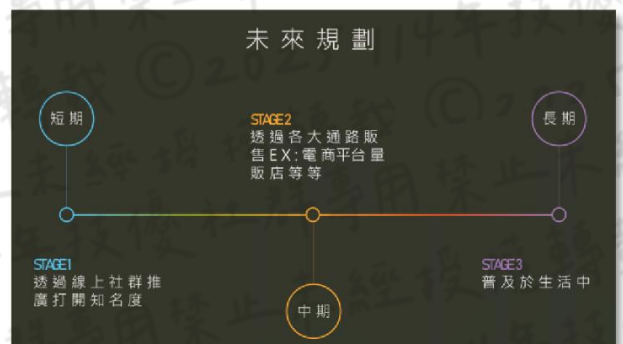 未來規劃
短期
STAGE1
透過線上社群推
廣打開知名度
STAGE2
透過各大通路販
售EX:電商平台量
販店等等
中期
長期
STAGE3
普及於生活中